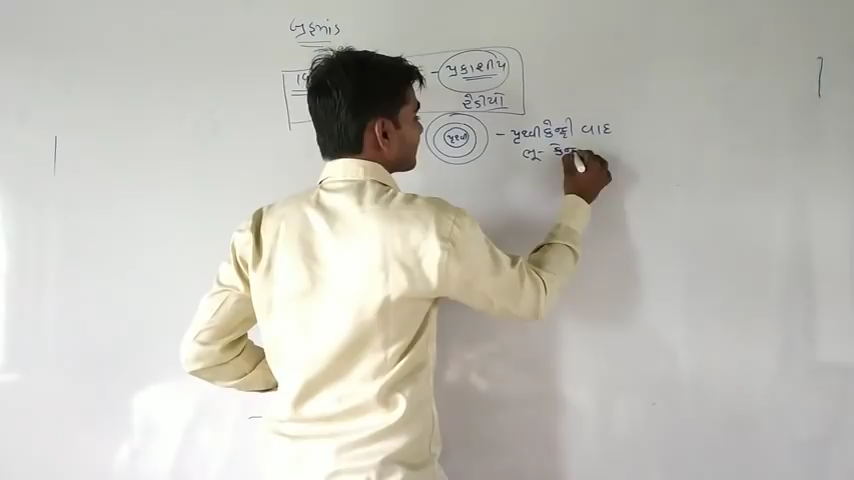 બ્રહ્માંડ
પ્રકાશીય
રેડીયો
પૃથ્વી - પૃથ્વીકેન્દ્રી વાદ
ભૂ - કેન્દ્ર